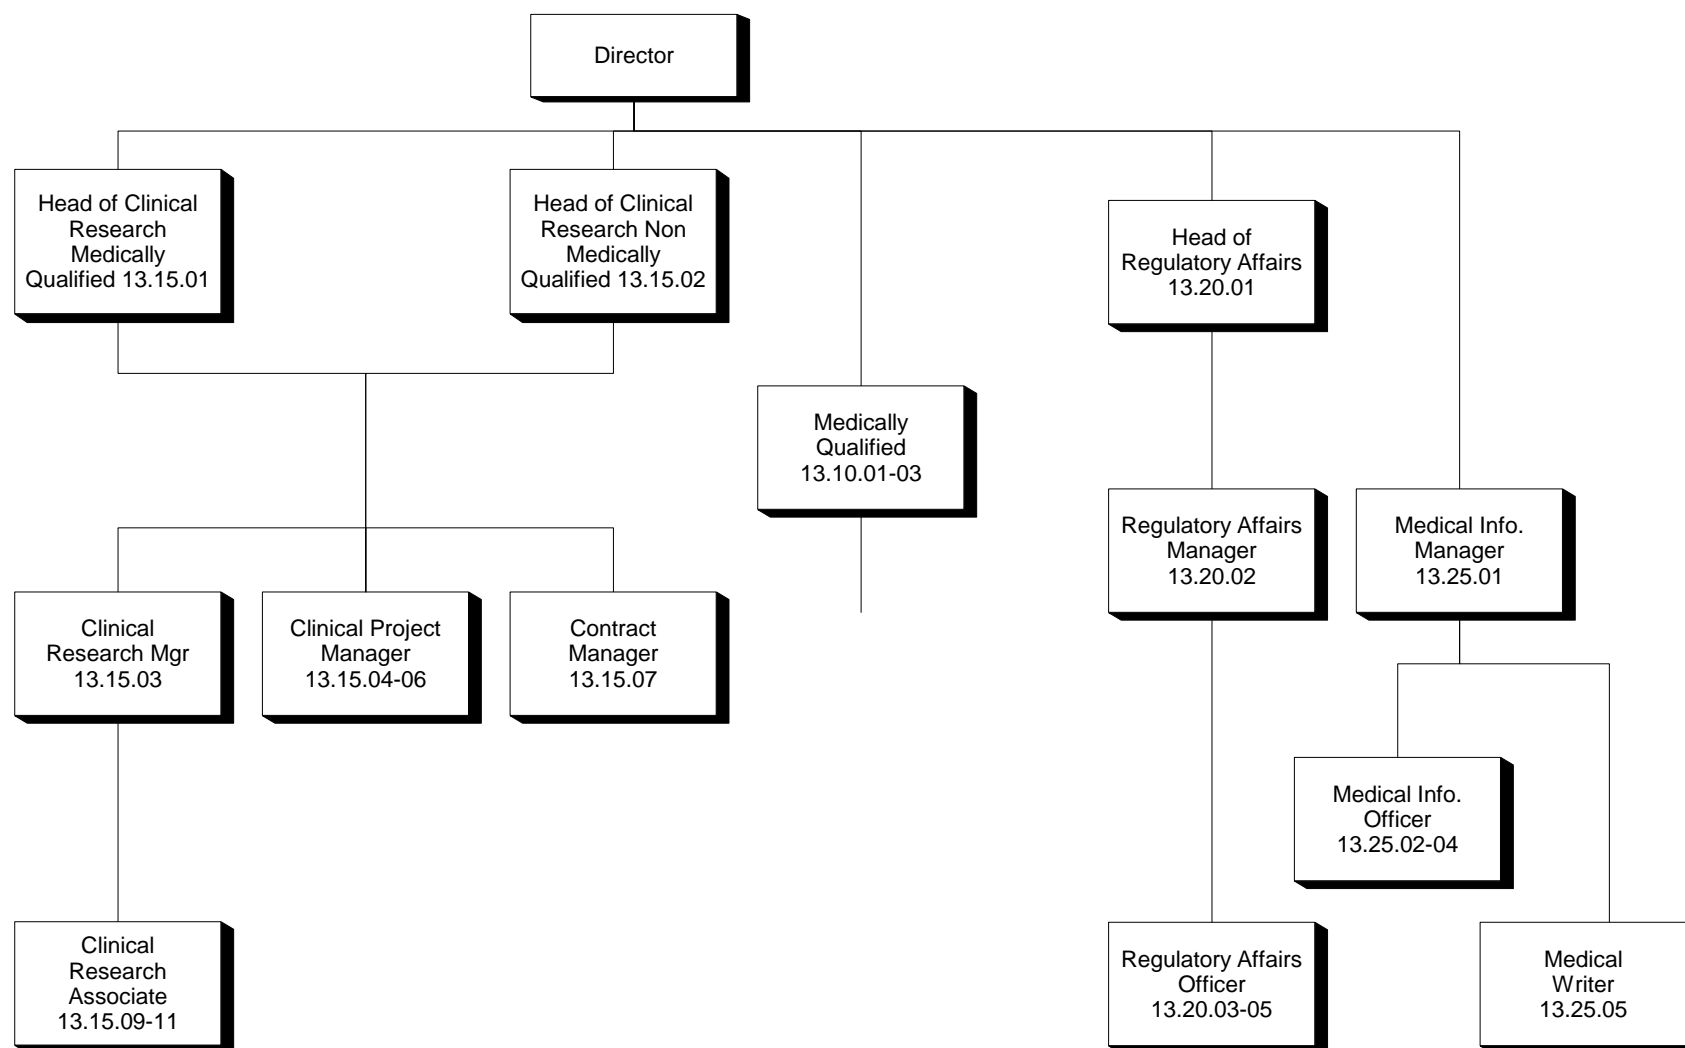 Director
Head of Clinical
Research
Medically
Qualified 13.15.01
Head of Clinical
Research Non
Medically
Qualified 13.15.02
Head of
Regulatory Affairs
13.20.01
Medically
Qualified
13.10.01-03
Regulatory Affairs
Manager
13.20.02
Medical Info.
Manager
13.25.01
Clinical
Research Mgr
13.15.03
Clinical Project
Manager
13.15.04-06
Contract
Manager
13.15.07
Medical Info.
Officer
13.25.02-04
Clinical
Research
Associate
13.15.09-11
Regulatory Affairs
Officer
13.20.03-05
Medical
Writer
13.25.05